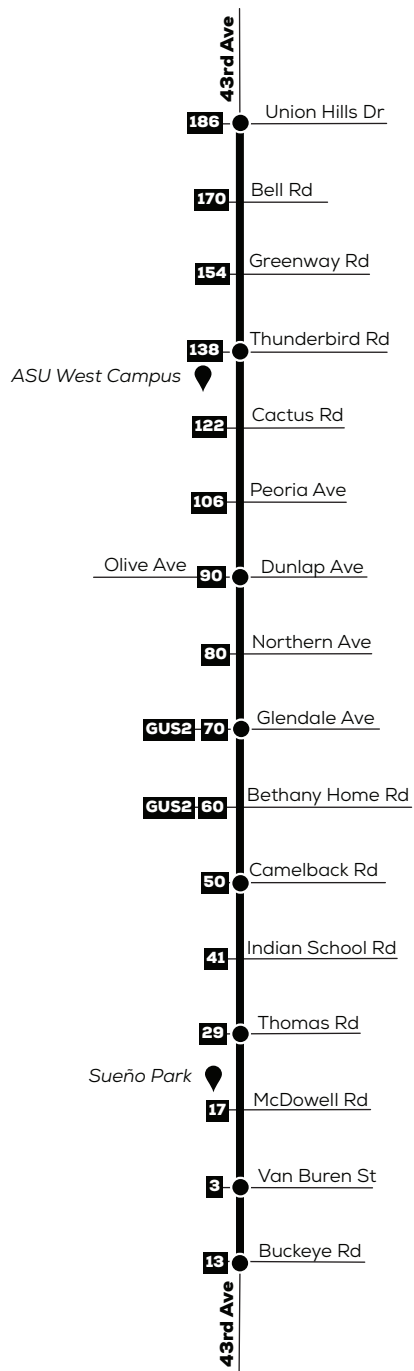 43rd Ave
186 Union Hills Dr
170 Bell Rd
154 Greenway Rd
138 Thunderbird Rd
ASU West Campus
122 Cactus Rd
106 Peoria Ave
Olive Ave 90 Dunlap Ave
80 Northern Ave
GUS2 70 Glendale Ave
GUS2 60 Bethany Home Rd
50 Camelback Rd
41 Indian School Rd
29 Thomas Rd
Sueño Park
17 McDowell Rd
3 Van Buren St
13 Buckeye Rd
43rd Ave